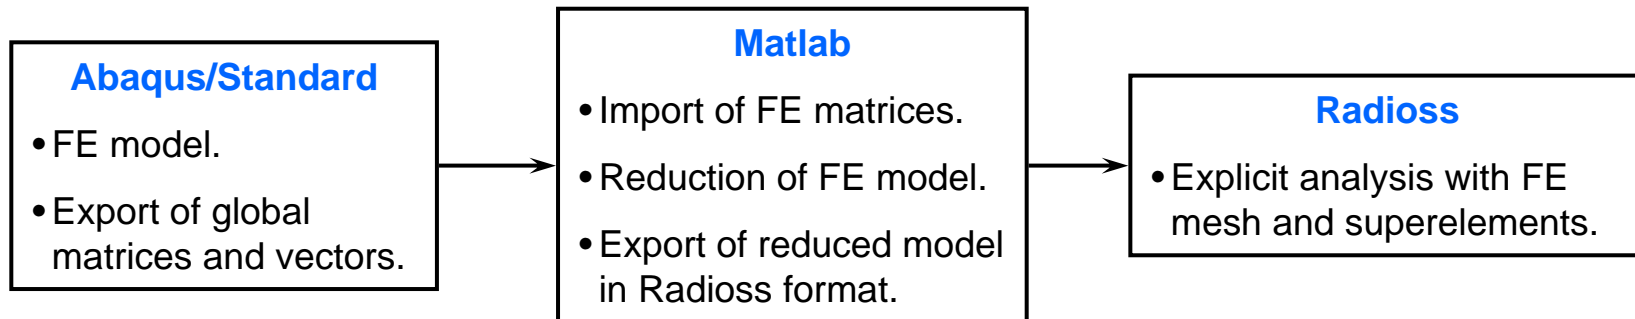 Abaqus/Standard
•FE model.
•Export of global
matrices and vectors.
Matlab
•Import of FE matrices.
•Reduction of FE model.
•Export of reduced model
in Radioss format.
Radioss
•Explicit analysis with FE
mesh and superelements.